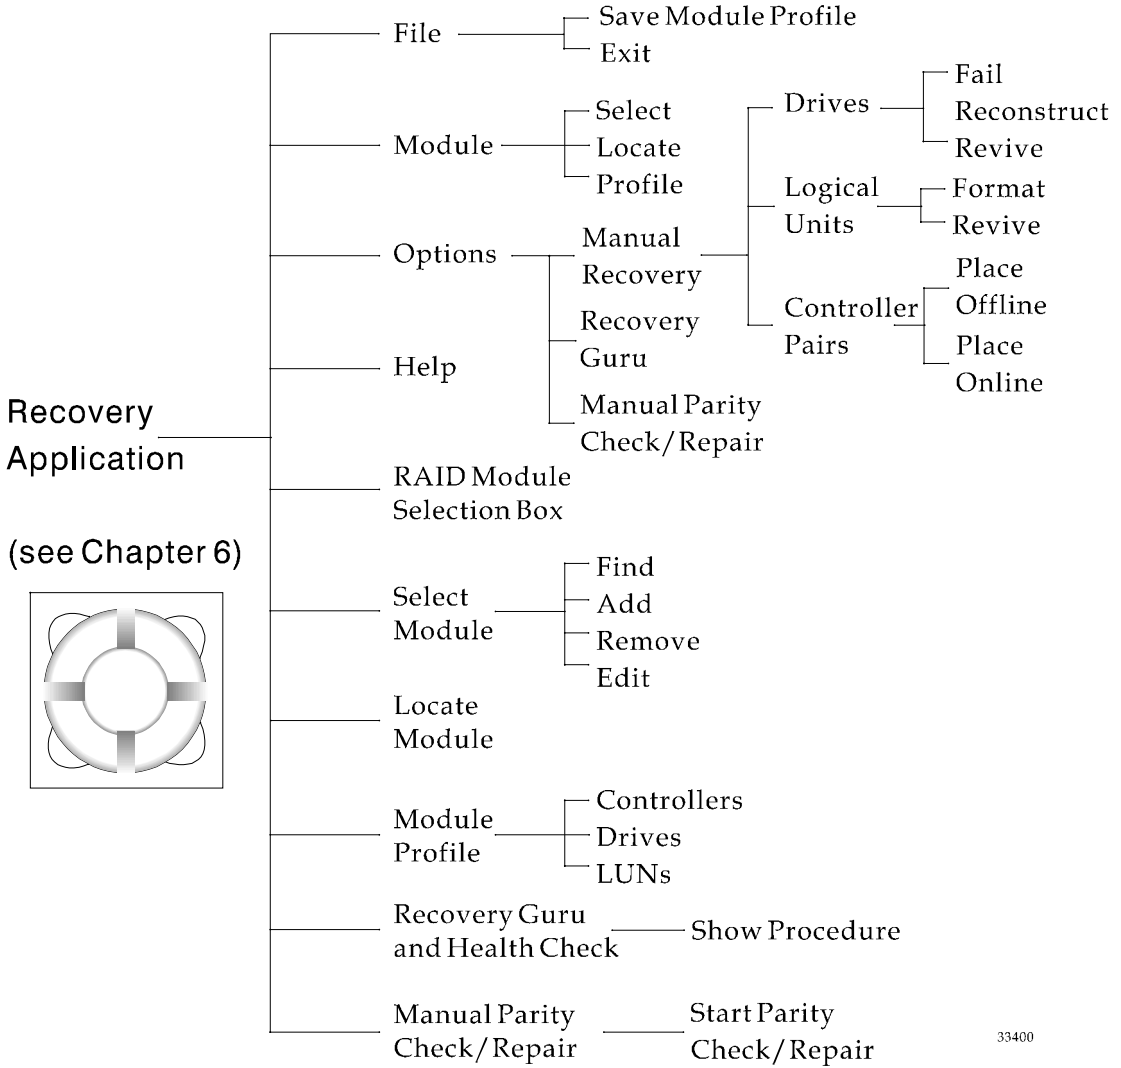 Recovery
Application
(see Chapter 6)
File
Save Module Profile
Exit
Module
Select
Locate
Profile
Options
Manual
Recovery
Drives
Fail
Reconstruct
Revive
Logical
Units
Format
Revive
Controller
Pairs
Place
Offline
Place
Online
Recovery
Guru
Manual Parity
Check/Repair
Help
RAID Module
Selection Box
Select
Module
Find
Add
Remove
Edit
Locate
Module
Module
Profile
Controllers
Drives
LUNs
Recovery Guru
and Health Check
Show Procedure
Manual Parity
Check/Repair
Start Parity
Check/Repair
33400